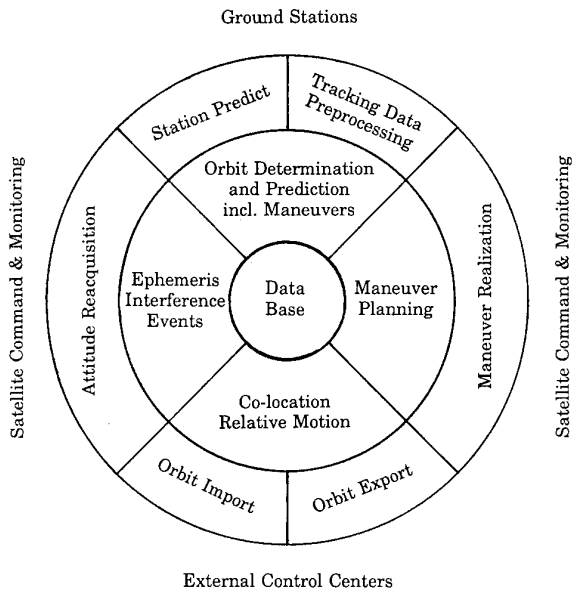 Ground Stations
Station Predict
Tracking Data
Preprocessing
Orbit Determination
and Prediction
incl. Maneuvers
Satellite Command & Monitoring
Attitude Reacquisition
Ephemeris
Interference
Events
Data
Base
Maneuver
Planning
Maneuver Realization
Satellite Command & Monitoring
Co-location
Relative Motion
Orbit Import
Orbit Export
External Control Centers